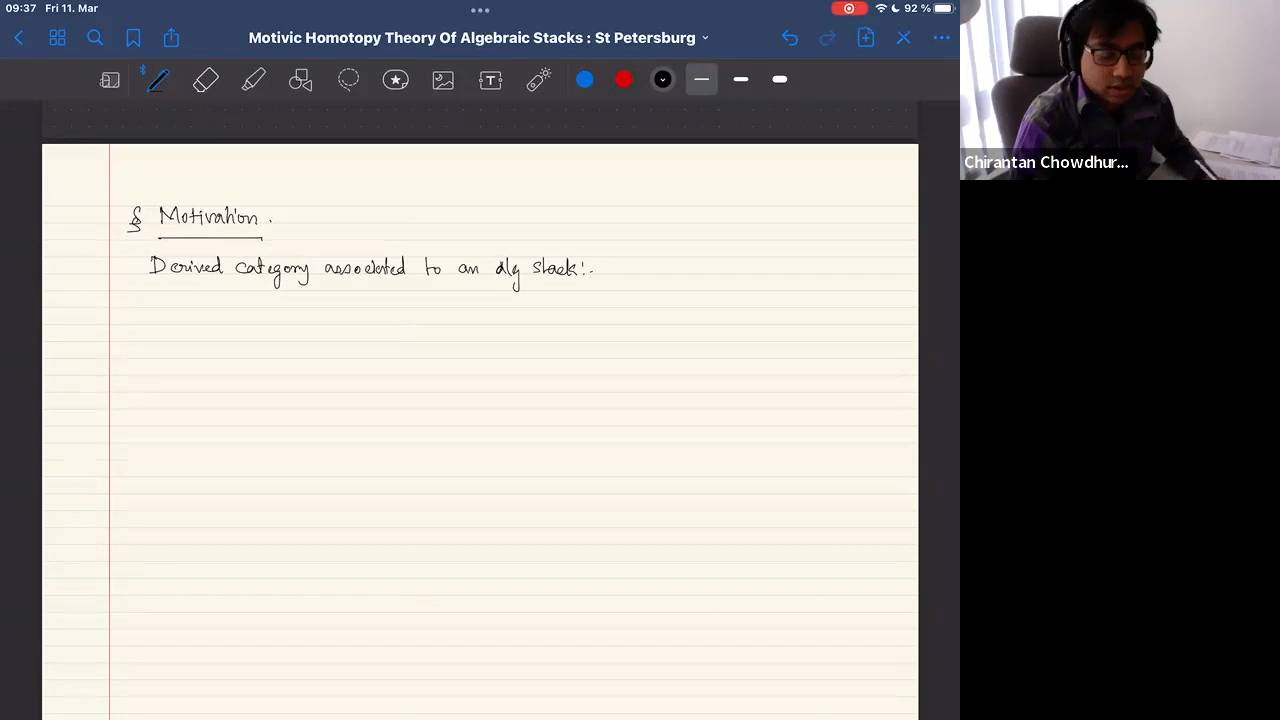 09:37 Fri 11. Mar
92 %
Motivic Homotopy Theory Of Algebraic Stacks : St Petersburg
Chirantan Chowdhur...
§ Motivation.
Derived category associated to an alg stack:.